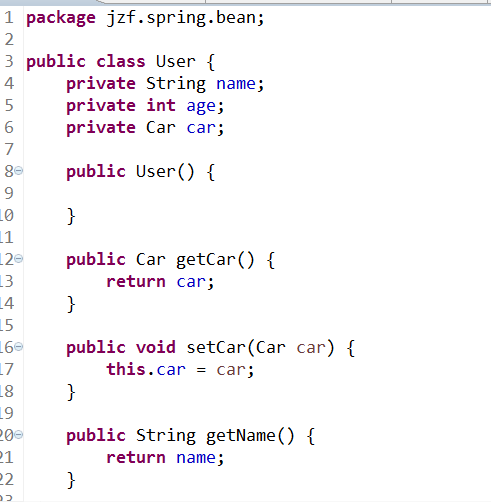 1 package jzf.spring.bean;
2
3 public class User {
4     private String name;
5     private int age;
6     private Car car;
7
8     public User() {
9
10     }
11
12     public Car getCar() {
13         return car;
14     }
15
16     public void setCar(Car car) {
17         this.car = car;
18     }
19
20     public String getName() {
21         return name;
22     }